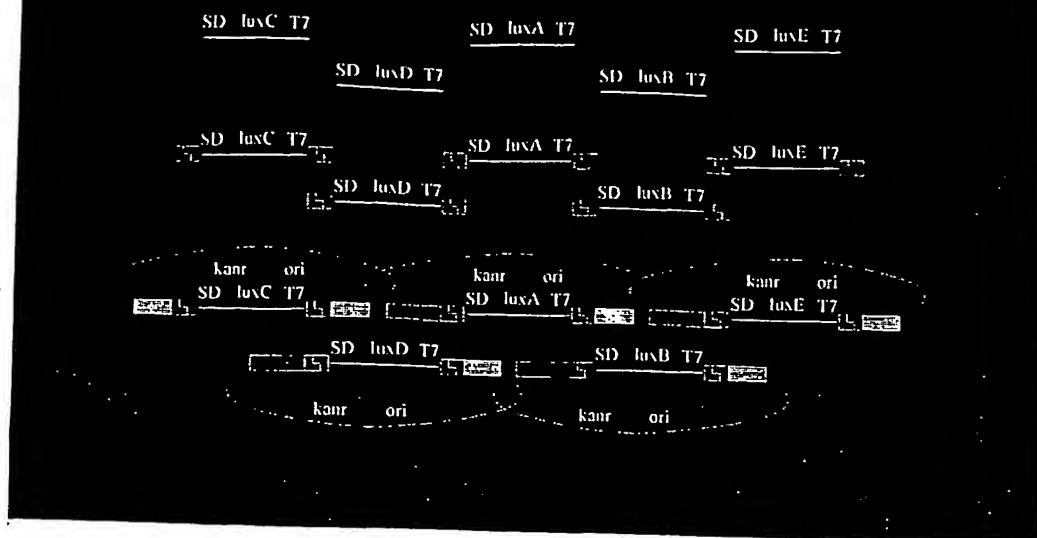 SD luxC T7 SD luxA T7 SD luxE T7
SD luxD T7 SD luxB T7
SD luxC T7 SD luxA T7 SD luxE T7
SD luxD T7 SD luxB T7
kanr ori kanr ori kanr ori
SD luxC T7 SD luxA T7 SD luxE T7
SD luxD T7 SD luxB T7
kanr ori kanr ori